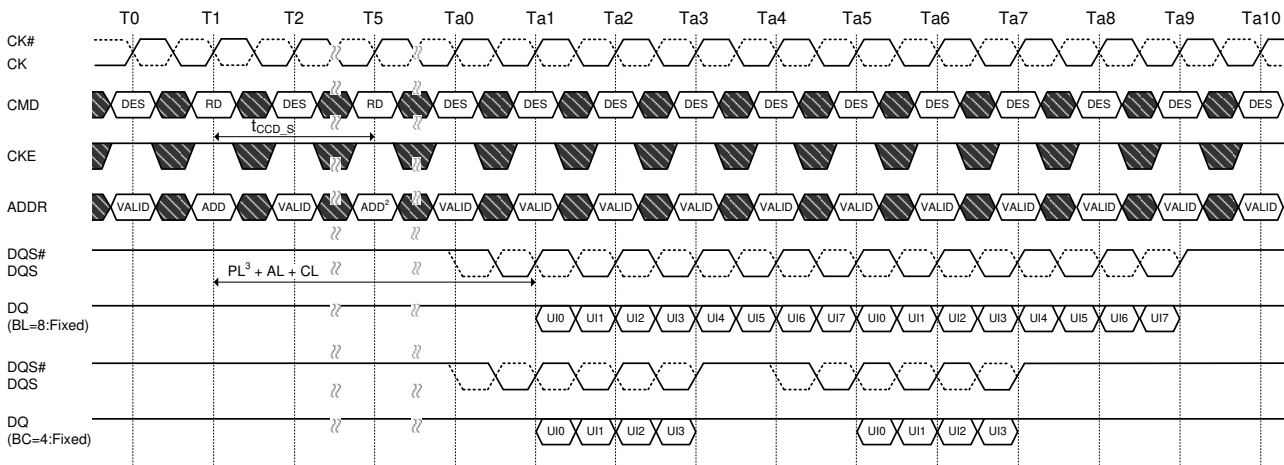 T0 T1 T2 T5 Ta0 Ta1 Ta2 Ta3 Ta4 Ta5 Ta6 Ta7 Ta8 Ta9 Ta10
CK#
CK
CMD DES RD DES RD DES DES DES DES DES DES DES DES DES DES DES
tCCD_S
CKE
ADDR VALID ADD VALID ADD² VALID VALID VALID VALID VALID VALID VALID VALID VALID VALID VALID
DQS#
DQS
PL³ + AL + CL
DQ
(BL=8:Fixed)
UI0 UI1 UI2 UI3 UI4 UI5 UI6 UI7 UI0 UI1 UI2 UI3 UI4 UI5 UI6 UI7
DQS#
DQS
DQ
(BC=4:Fixed)
UI0 UI1 UI2 UI3 UI0 UI1 UI2 UI3